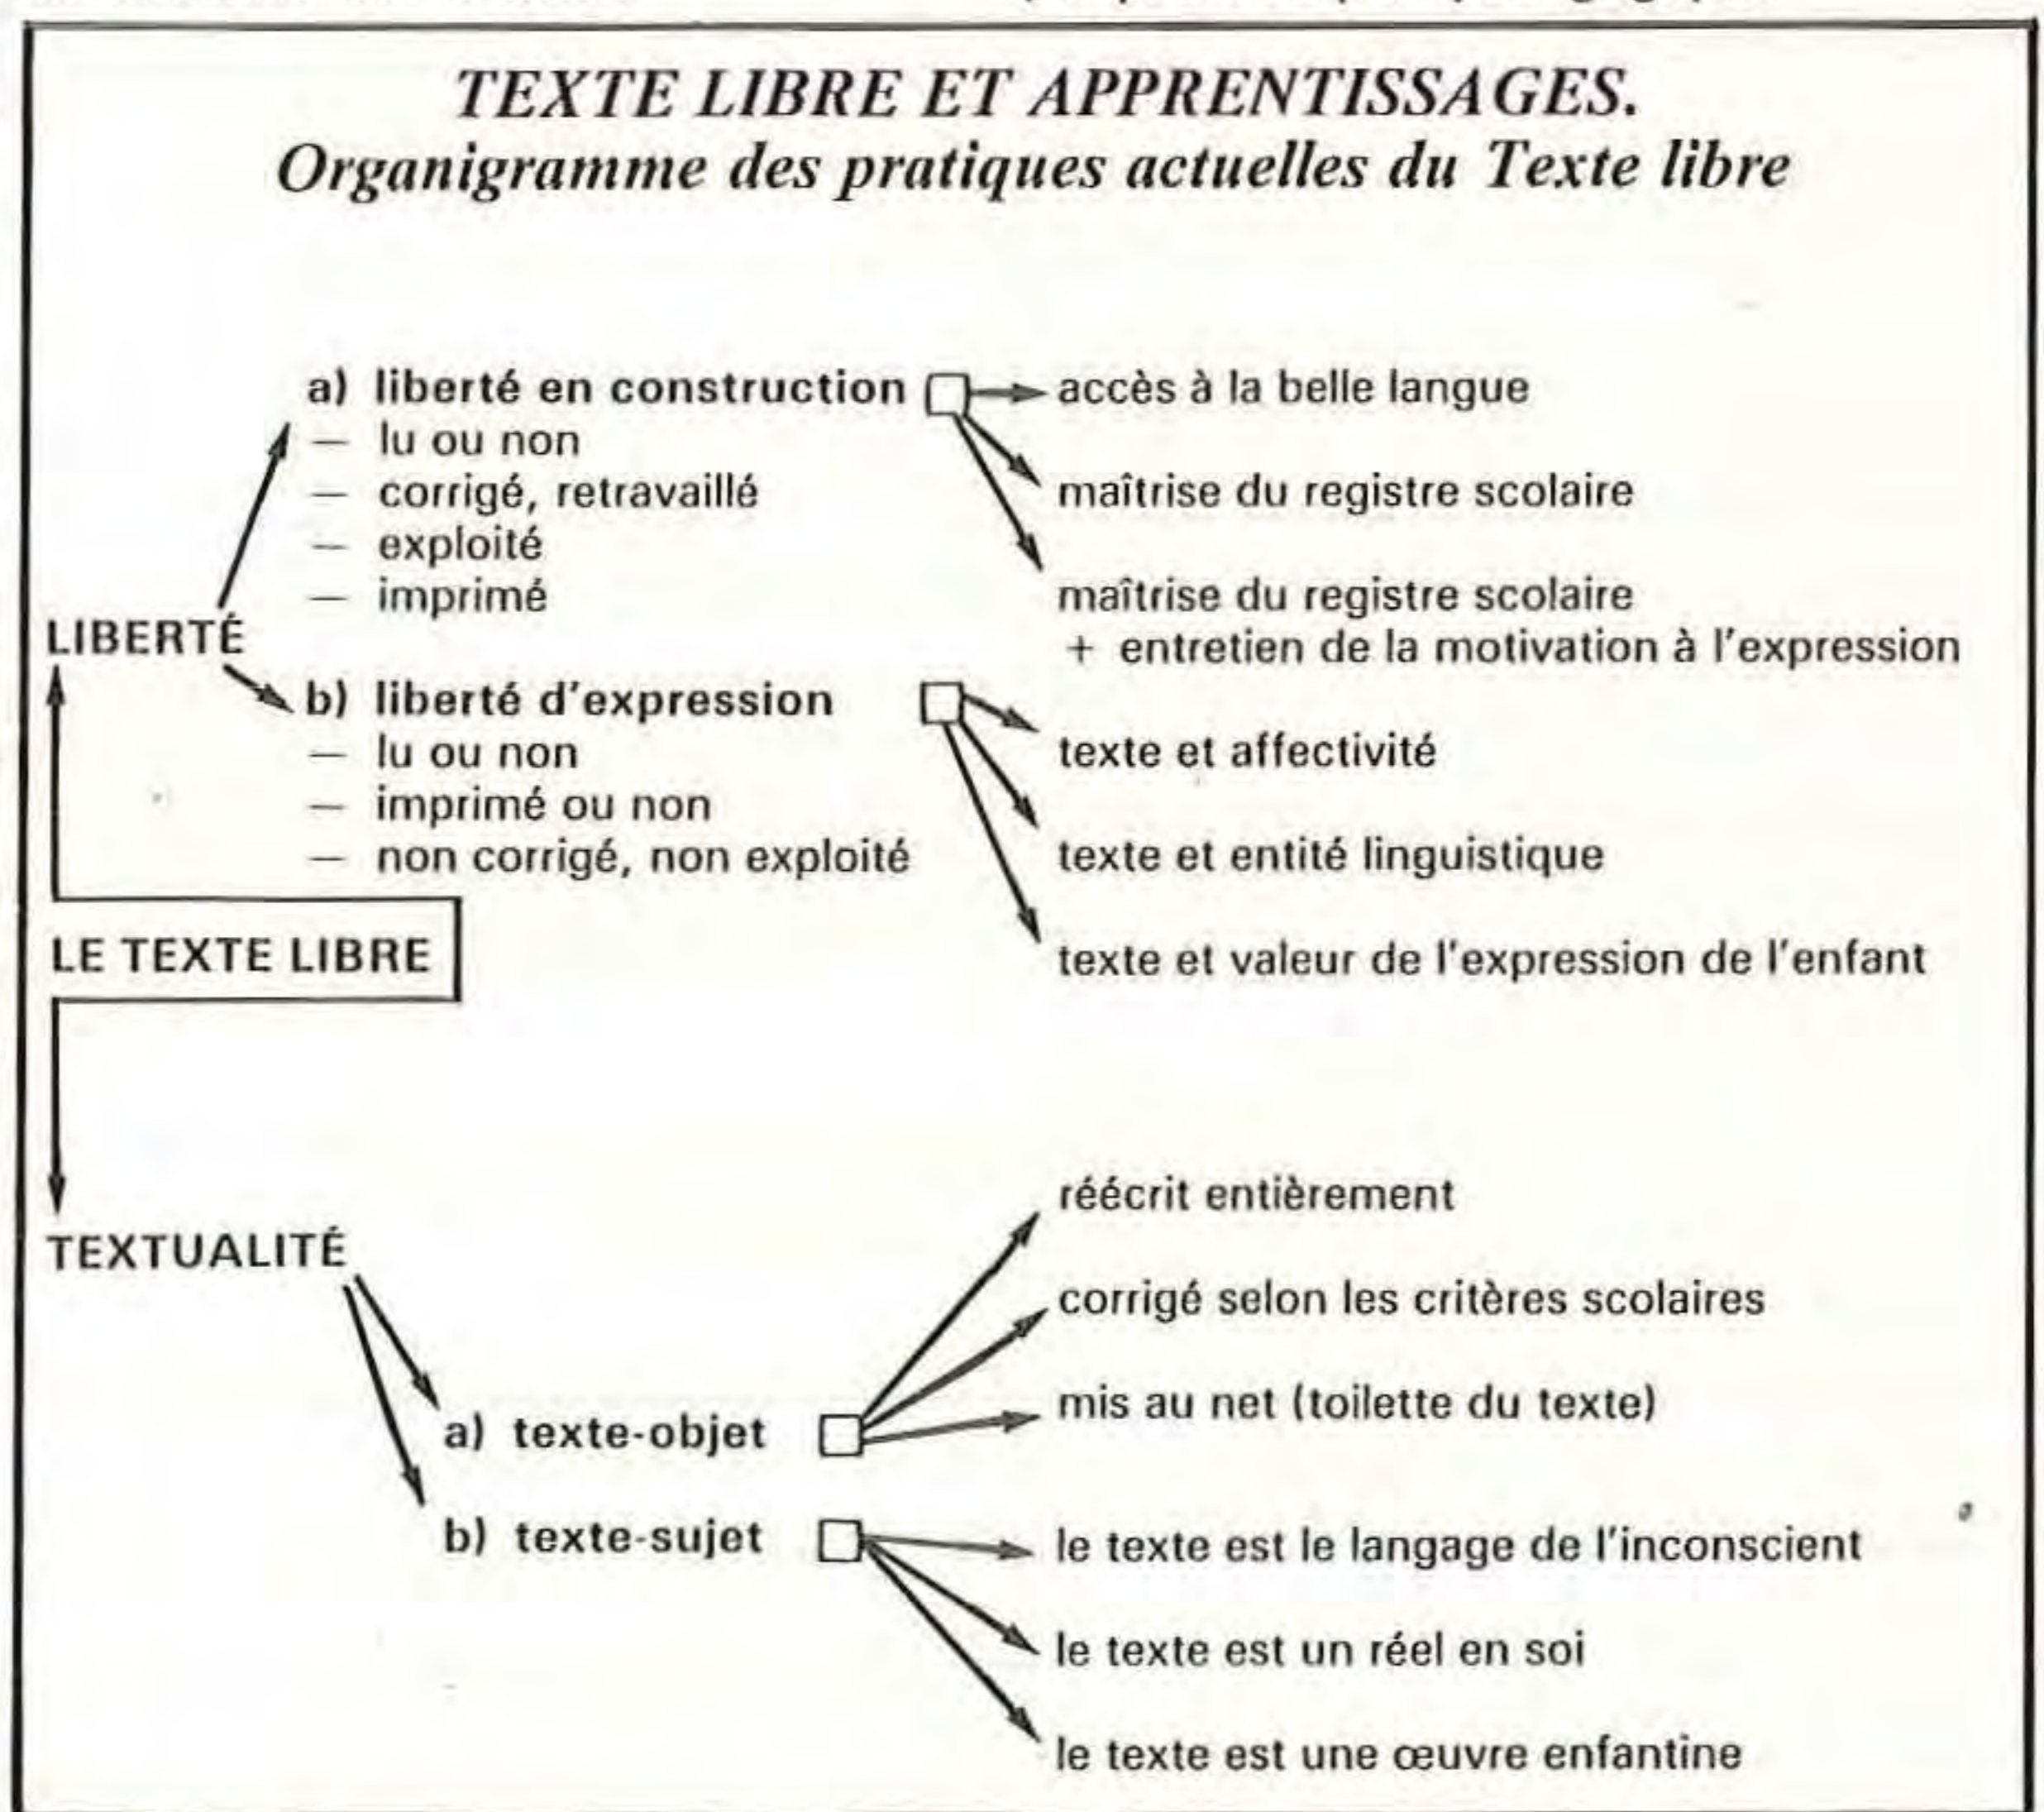 TEXTE LIBRE ET APPRENTISSAGES.
Organigramme des pratiques actuelles du Texte libre
a) liberté en construction
— lu ou non
— corrigé, retravaillé
— exploité
— imprimé
accès à la belle langue
maîtrise du registre scolaire
maîtrise du registre scolaire
+ entretien de la motivation à l'expression
LIBERTÉ
b) liberté d'expression
— lu ou non
— imprimé ou non
— non corrigé, non exploité
texte et affectivité
texte et entité linguistique
texte et valeur de l'expression de l'enfant
LE TEXTE LIBRE
TEXTUALITÉ
a) texte-objet
réécrit entièrement
corrigé selon les critères scolaires
mis au net (toilette du texte)
b) texte-sujet
le texte est le langage de l'inconscient
le texte est un réel en soi
le texte est une œuvre enfantine